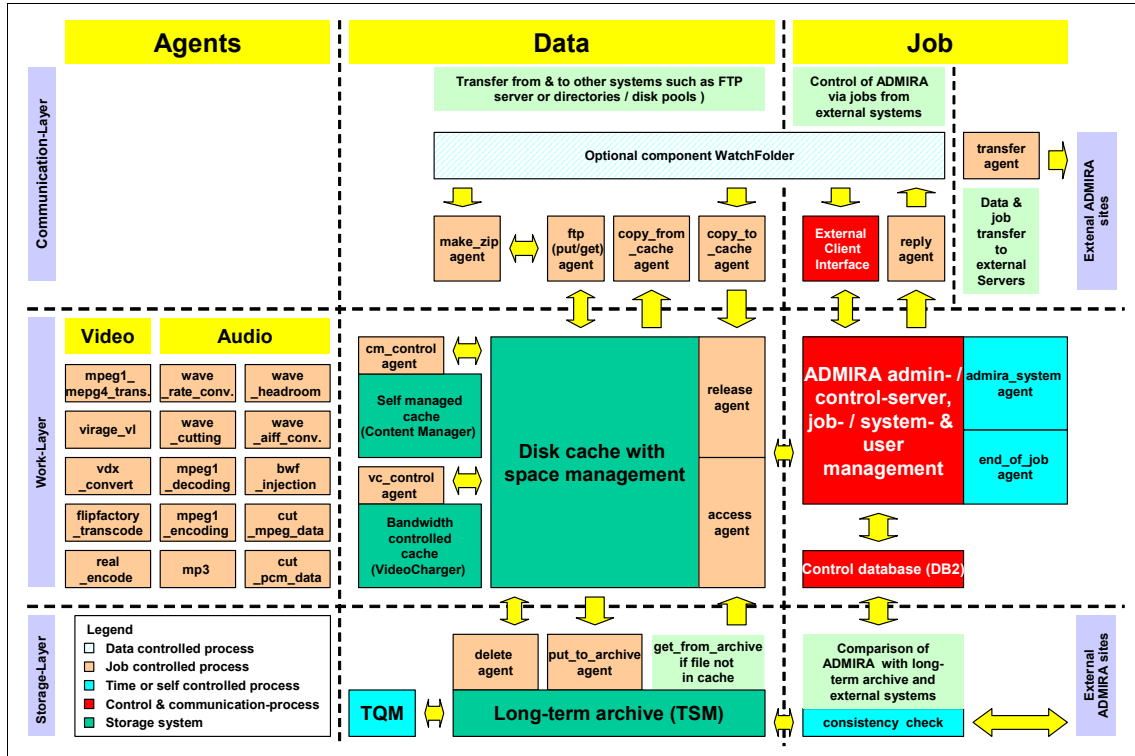 Agents
Data
Job
Communication-Layer
Transfer from & to other systems such as FTP
server or directories / disk pools )
Control of ADMIRA
via jobs from
external systems
Optional component WatchFolder
transfer
agent
Extenal ADMIRA
sites
make_zip
agent
ftp
(put/get)
agent
copy_from
_cache
agent
copy_to
_cache
agent
External
Client
Interface
reply
agent
Data &
job
transfer
to
external
Servers
Work-Layer
Video
Audio
mpeg1_
mepg4_trans.
wave
_rate_conv.
wave
_headroom
virage_vl
wave
_cutting
wave
_aiff_conv.
vdx
_convert
mpeg1
_decoding
bwf
_injection
flipfactory
_transcode
mpeg1
_encoding
cut
_mpeg_data
real
_encode
mp3
cut
_pcm_data
cm_control
agent
Self managed
cache
(Content Manager)
vc_control
agent
Bandwidth
controlled
cache
(VideoCharger)
Disk cache with
space management
release
agent
access
agent
ADMIRA admin- /
control-server,
job- / system- &
user
management
admira_system
agent
end_of_job
agent
Control database (DB2)
Storage-Layer
Legend
Data controlled process
Job controlled process
Time or self controlled process
Control & communication-process
Storage system
delete
agent
put_to_archive
agent
get_from_archive
if file not
in cache
TQM
Long-term archive (TSM)
Comparison of
ADMIRA with long-
term archive and
external systems
consistency check
External
ADMIRA sites